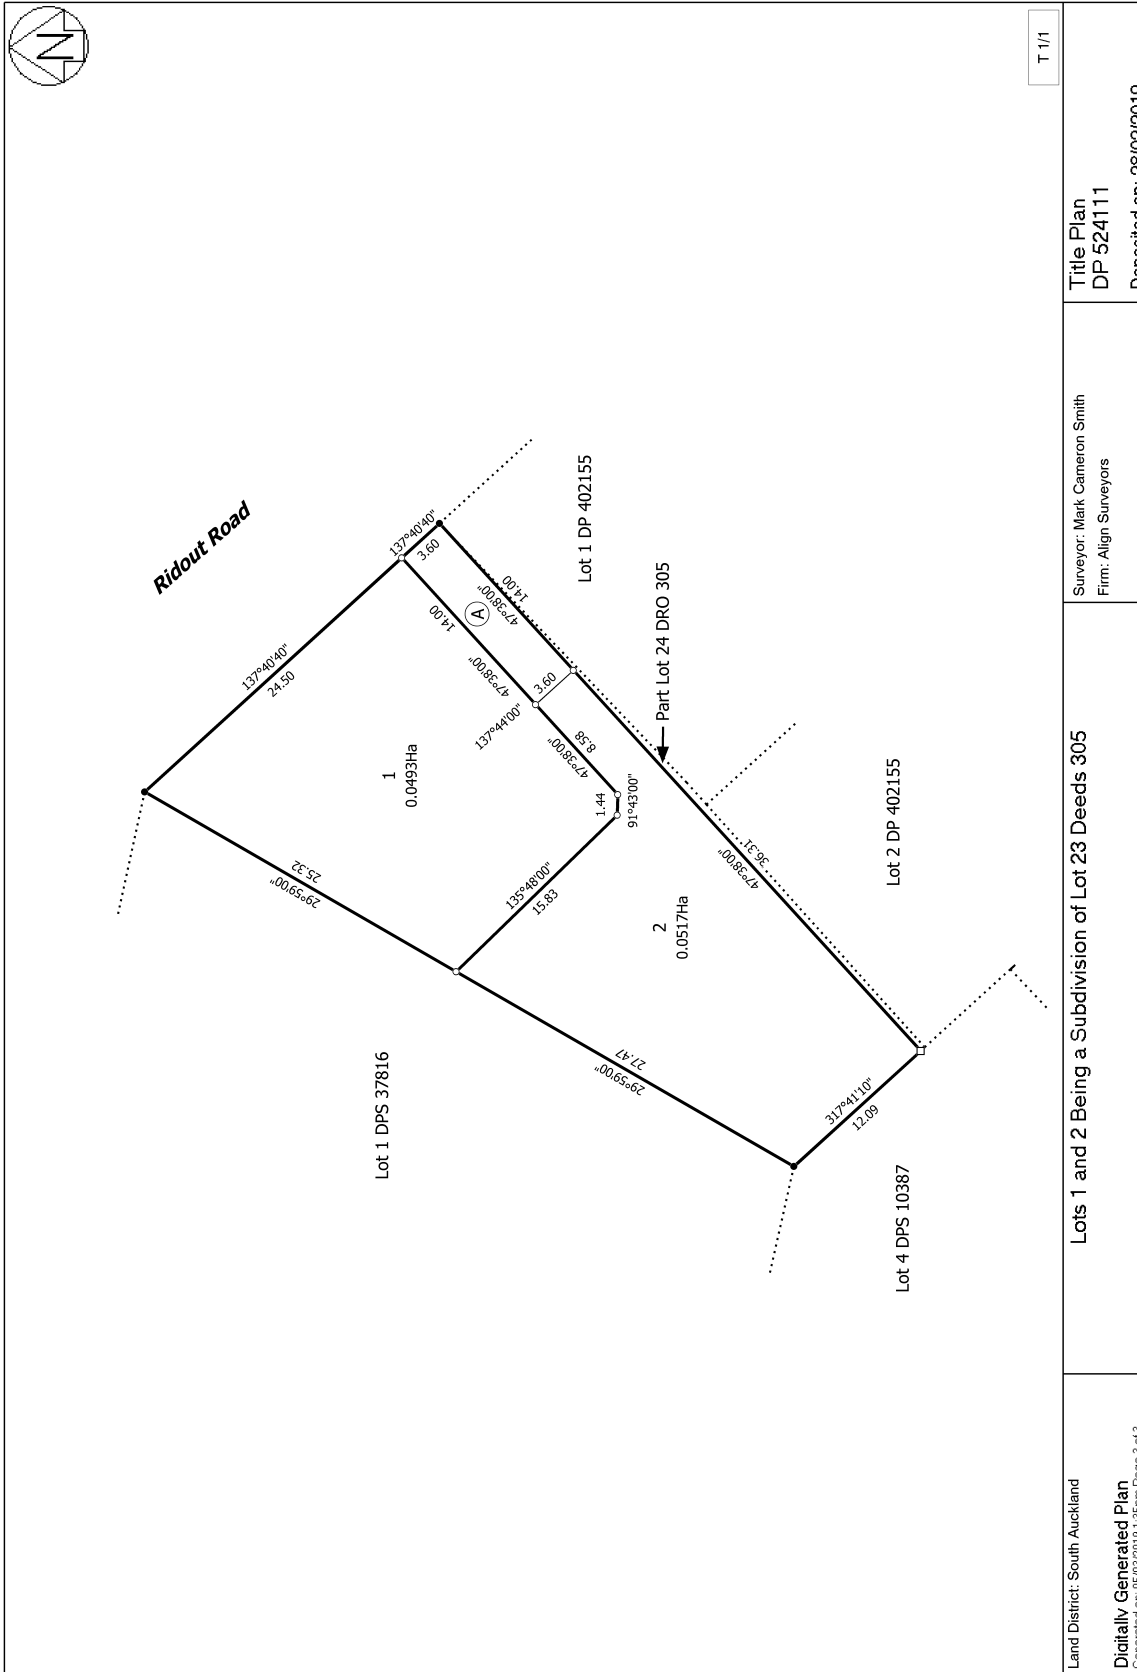 N
T 1/1
Ridout Road
137°40'40"
24.50
137°40'40"
3.60
Lot 1 DP 402155
14.00
47°38'00"
A
14.00
47°38'00"
3.60
137°44'00"
Part Lot 24 DRO 305
8.58
47°38'00"
1
0.0493Ha
1.44
91°43'00"
25.32
29°59'00"
135°48'00"
15.83
36.31
47°38'00"
Lot 2 DP 402155
2
0.0517Ha
Lot 1 DPS 37816
27.47
29°59'00"
317°41'10"
12.09
Lot 4 DPS 10387
Land District: South Auckland
Digitally Generated Plan
Lots 1 and 2 Being a Subdivision of Lot 23 Deeds 305
Surveyor: Mark Cameron Smith
Firm: Align Surveyors
Title Plan
DP 524111
Deposited on: 28/02/2019